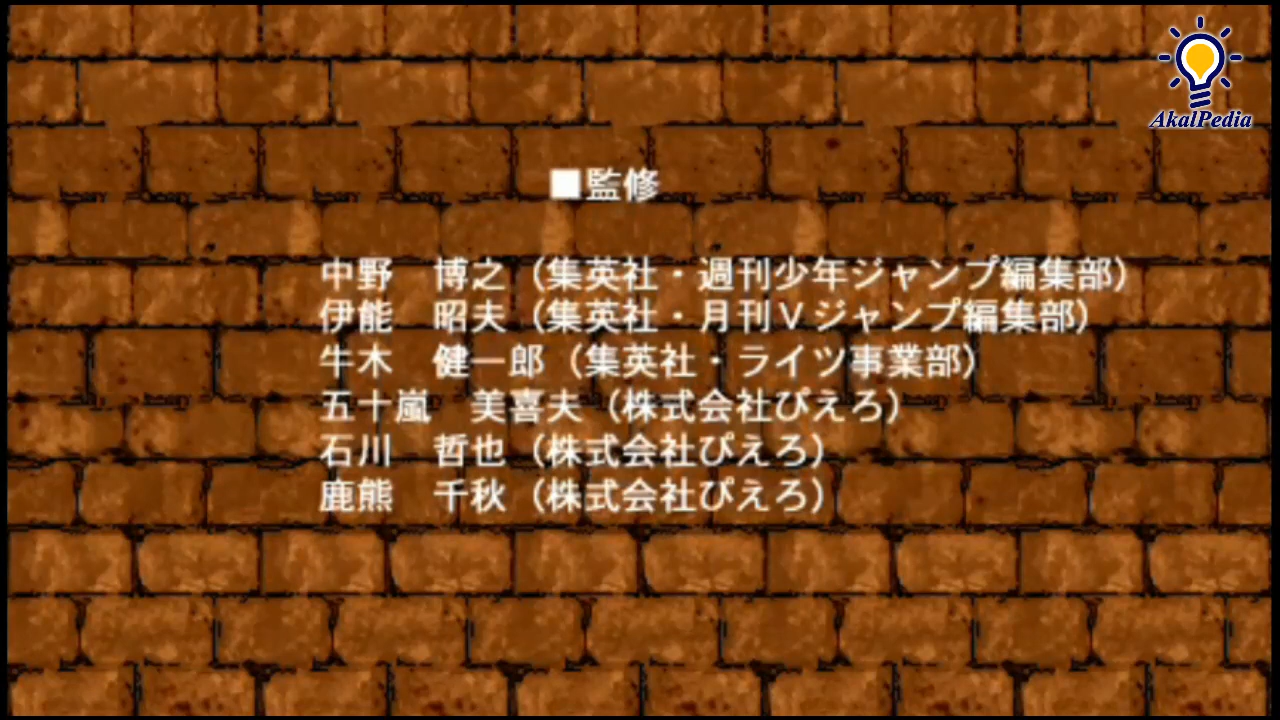 AkalPedia
■監修
中野　博之（集英社・週刊少年ジャンプ編集部）
伊能　昭夫（集英社・月刊Ｖジャンプ編集部）
牛木　健一郎（集英社・ライツ事業部）
五十嵐　美喜夫（株式会社ぴえろ）
石川　哲也（株式会社ぴえろ）
鹿熊　千秋（株式会社ぴえろ）